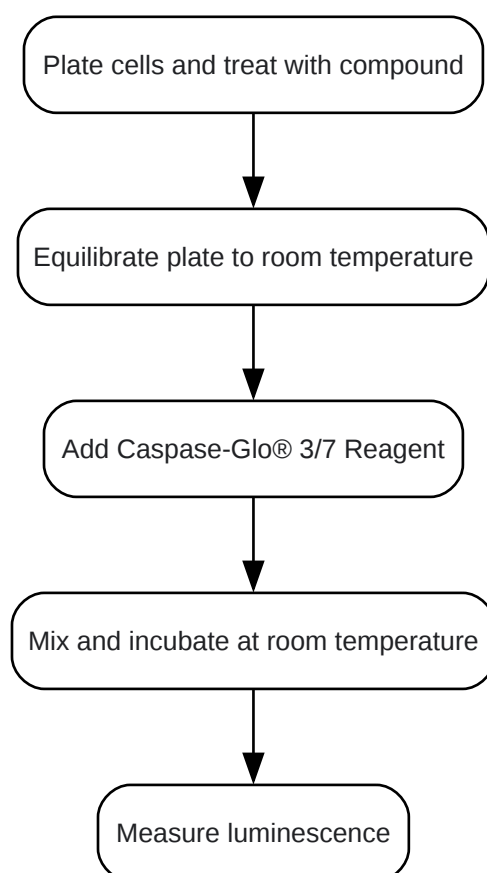 Plate cells and treat with compound
Equilibrate plate to room temperature
Add Caspase-Glo® 3/7 Reagent
Mix and incubate at room temperature
Measure luminescence